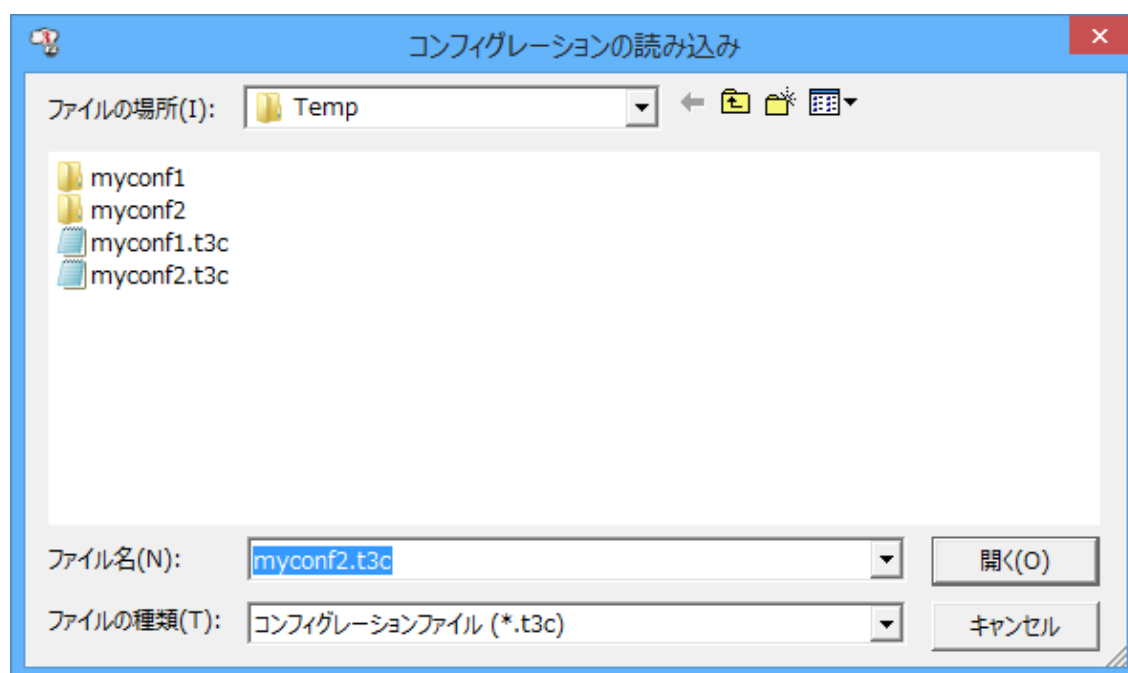 コンフィグレーションの読み込み
ファイルの場所(I): Temp
myconf1
myconf2
myconf1.t3c
myconf2.t3c
ファイル名(N): myconf2.t3c 開く(O)
ファイルの種類(T): コンフィグレーションファイル (*.t3c) キャンセル